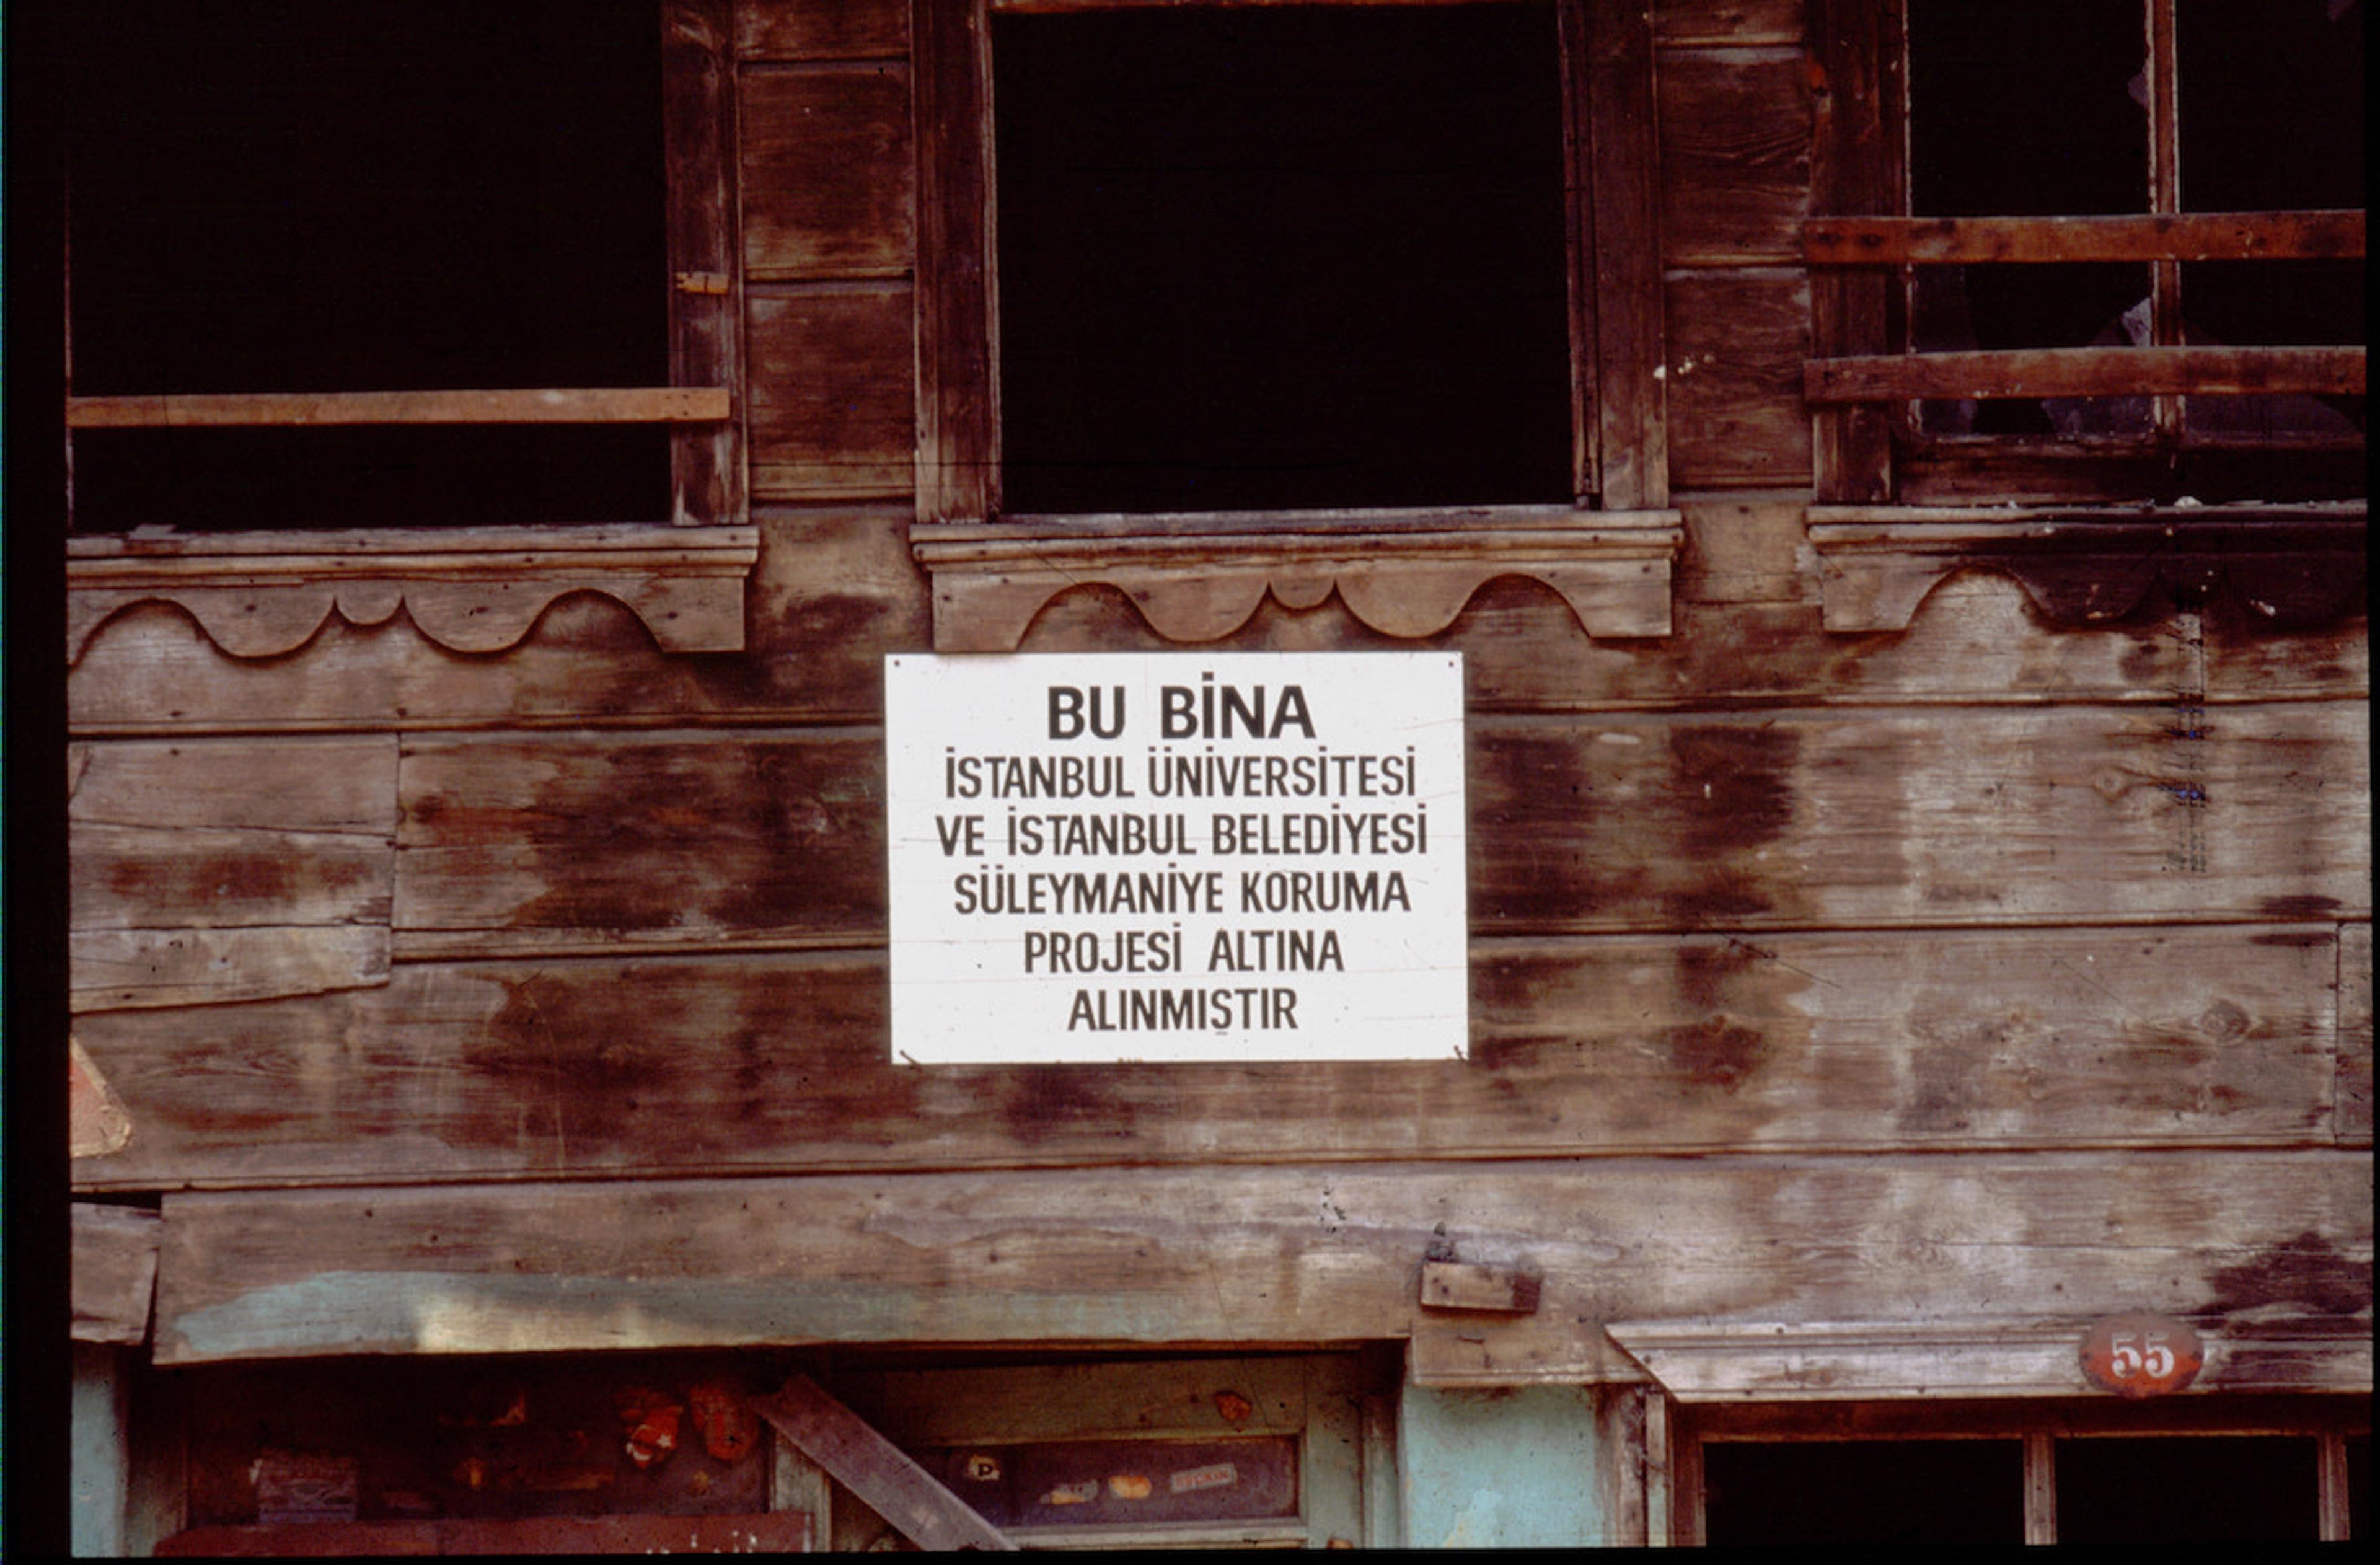 BU BİNA
İSTANBUL ÜNİVERSİTESİ
VE İSTANBUL BELEDİYESİ
SÜLEYMANİYE KORUMA
PROJESİ ALTINA
ALINMIŞTIR
55
P